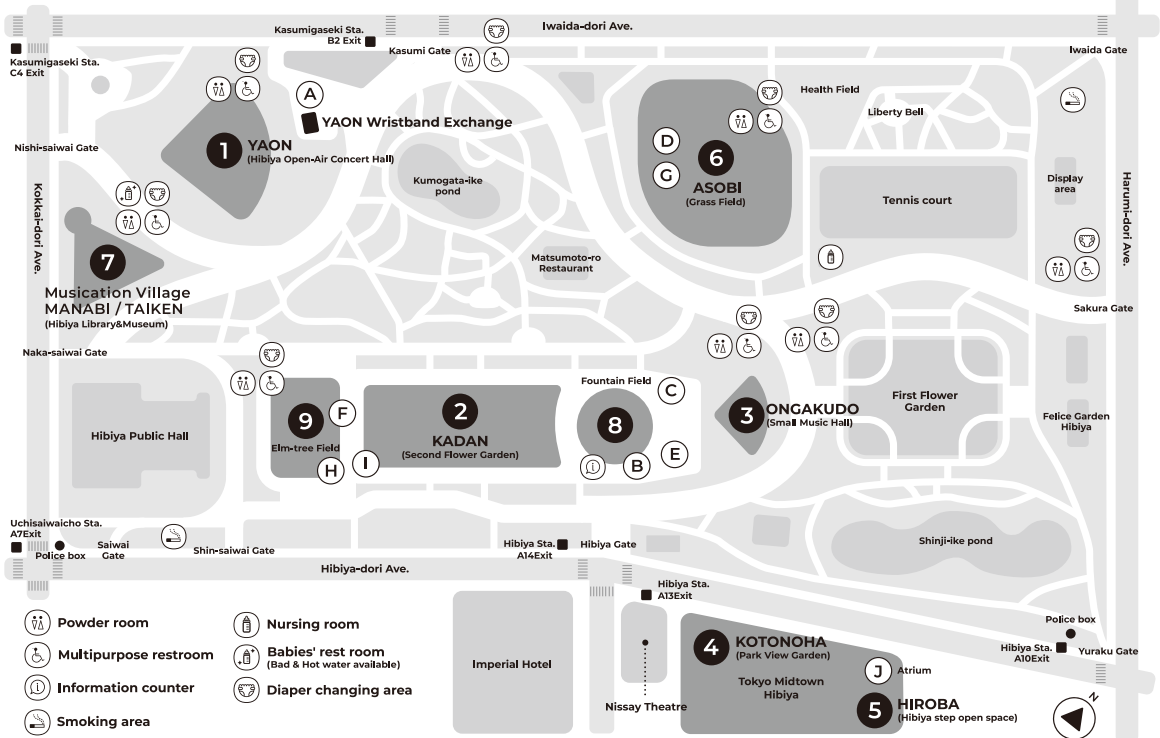 Iwaida-dori Ave.
Kasumigaseki Sta.
B2 Exit
Kasumi Gate
Iwaida Gate
Kasumigaseki Sta.
C4 Exit
A
YAON Wristband Exchange
Health Field
Liberty Bell
Nishi-saiwai Gate
1
YAON
(Hibiya Open-Air Concert Hall)
D
G
6
ASOBI
(Grass Field)
Kumogata-ike
pond
Tennis court
Display
area
Kokkai-dori Ave.
Harumi-dori Ave.
7
Musication Village
MANABI / TAIKEN
(Hibiya Library&Museum)
Matsumoto-ro
Restaurant
Sakura Gate
Naka-saiwai Gate
Hibiya Public Hall
9
F
Elm-tree Field
H
I
2
KADAN
(Second Flower Garden)
Fountain Field
C
8
B
E
3
ONGAKUDO
(Small Music Hall)
First Flower
Garden
Felice Garden
Hibiya
Uchisaiwaicho Sta.
A7Exit
Police box
Saiwai
Gate
Shin-saiwai Gate
Hibiya Sta.
A14Exit
Hibiya Gate
Shinji-ike pond
Hibiya-dori Ave.
Hibiya Sta.
A13Exit
Police box
Hibiya Sta.
A10Exit
Yuraku Gate
Imperial Hotel
Nissay Theatre
4
KOTONOHA
(Park View Garden)
Tokyo Midtown
Hibiya
J
Atrium
5
HIROBA
(Hibiya step open space)
N
Powder room
Multipurpose restroom
Information counter
Smoking area
Nursing room
Babies' rest room
(Bad & Hot water available)
Diaper changing area